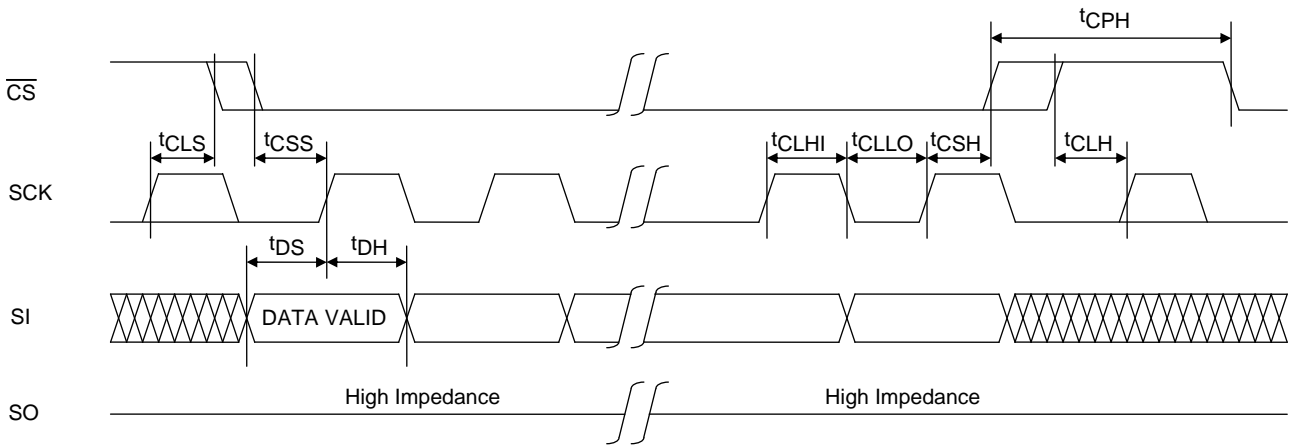 tCPH
CS
tCLS tCSS tCLHI tCLLO tCSH tCLH
SCK
tDS tDH
SI DATA VALID
High Impedance High Impedance
SO